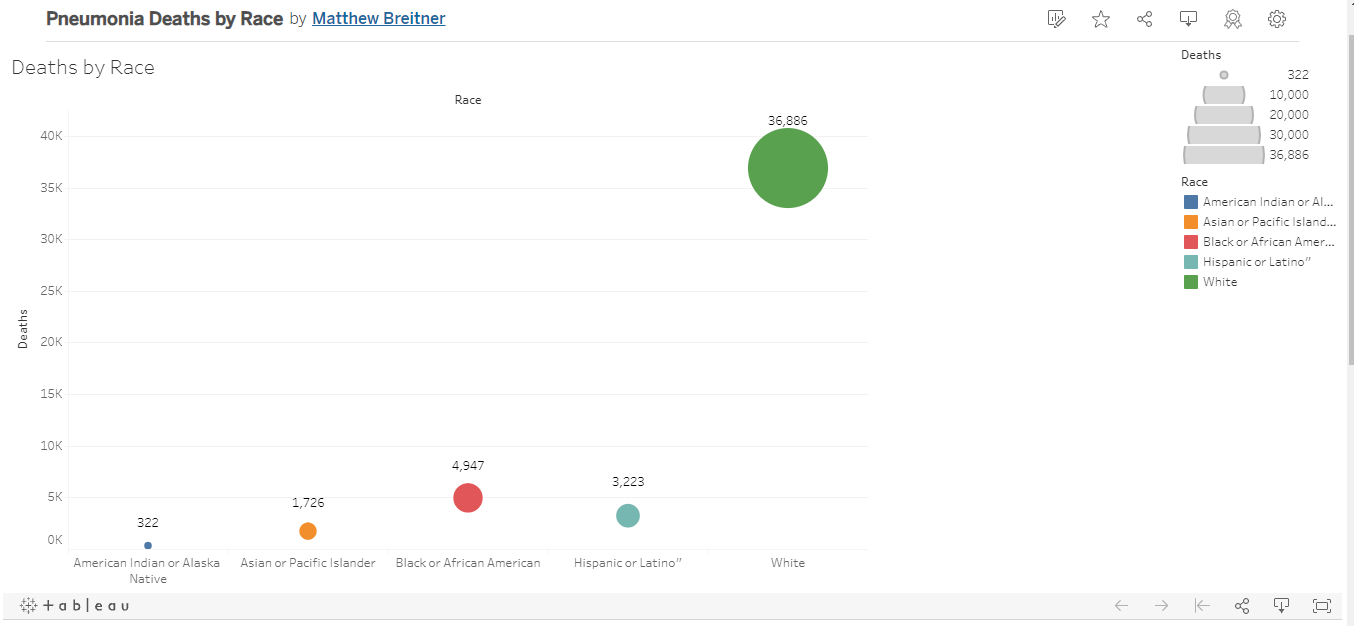 Pneumonia Deaths by Race by Matthew Breitner
Deaths by Race
Race
Deaths
40K
35K
30K
25K
20K
15K
10K
5K
0K
322
1,726
4,947
3,223
36,886
American Indian or Alaska
Native
Asian or Pacific Islander
Black or African American
Hispanic or Latino”
White
Deaths
322
10,000
20,000
30,000
36,886
Race
American Indian or Al...
Asian or Pacific Island...
Black or African Amer...
Hispanic or Latino”
White
+ableau